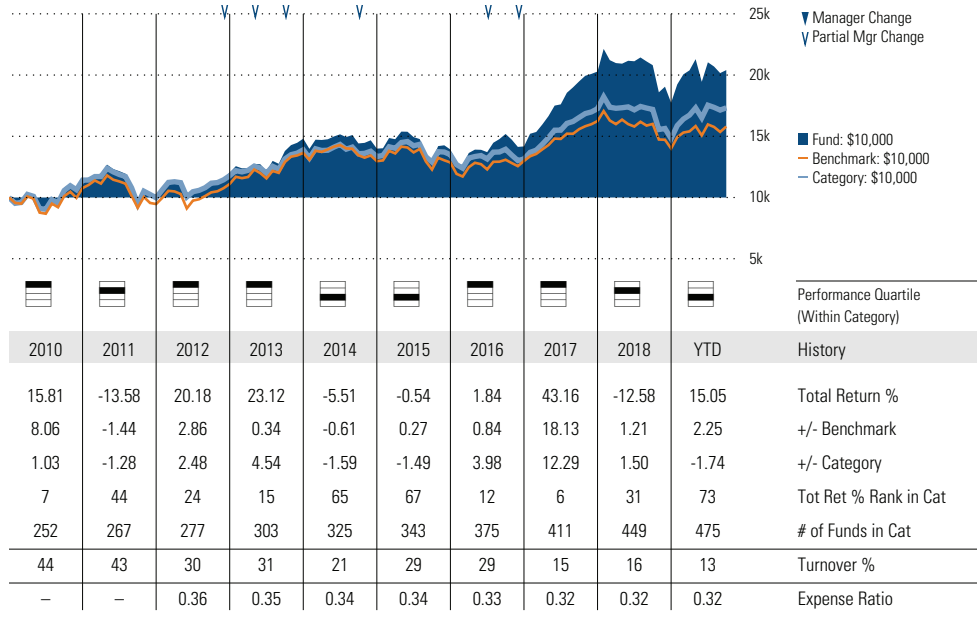 25k
Manager Change
Partial Mgr Change
20k
15k
Fund: $10,000
Benchmark: $10,000
Category: $10,000
10k
5k
Performance Quartile
(Within Category)
2010 2011 2012 2013 2014 2015 2016 2017 2018 YTD History
15.81 -13.58 20.18 23.12 -5.51 -0.54 1.84 43.16 -12.58 15.05 Total Return %
8.06 -1.44 2.86 0.34 -0.61 0.27 0.84 18.13 1.21 2.25 +/- Benchmark
1.03 -1.28 2.48 4.54 -1.59 -1.49 3.98 12.29 1.50 -1.74 +/- Category
7 44 24 15 65 67 12 6 31 73 Tot Ret % Rank in Cat
252 267 277 303 325 343 375 411 449 475 # of Funds in Cat
44 43 30 31 21 29 29 15 16 13 Turnover %
– – 0.36 0.35 0.34 0.34 0.33 0.32 0.32 0.32 Expense Ratio